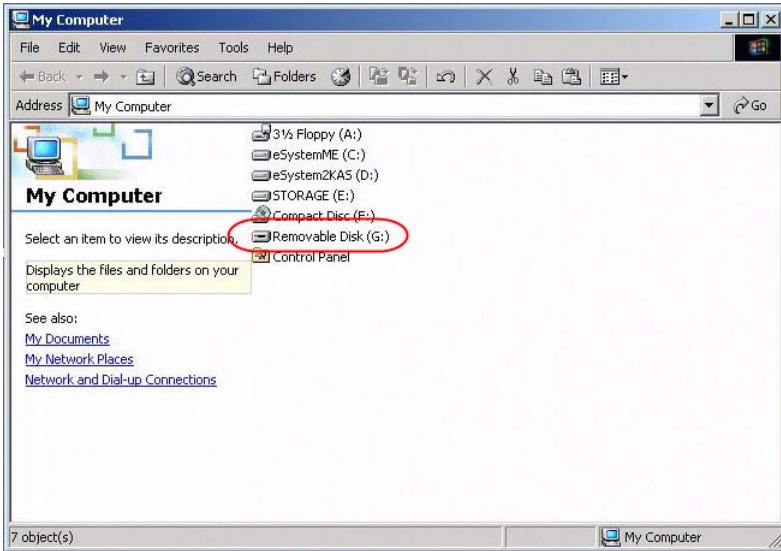 My Computer
File Edit View Favorites Tools Help
Back Search Folders
Address My Computer Go
3½ Floppy (A:)
eSystemME (C:)
eSystem2KAS (D:)
STORAGE (E:)
Compact Disc (F:)
Removable Disk (G:)
Control Panel
My Computer
Select an item to view its description.
Displays the files and folders on your
computer
See also:
My Documents
My Network Places
Network and Dial-up Connections
7 object(s) My Computer